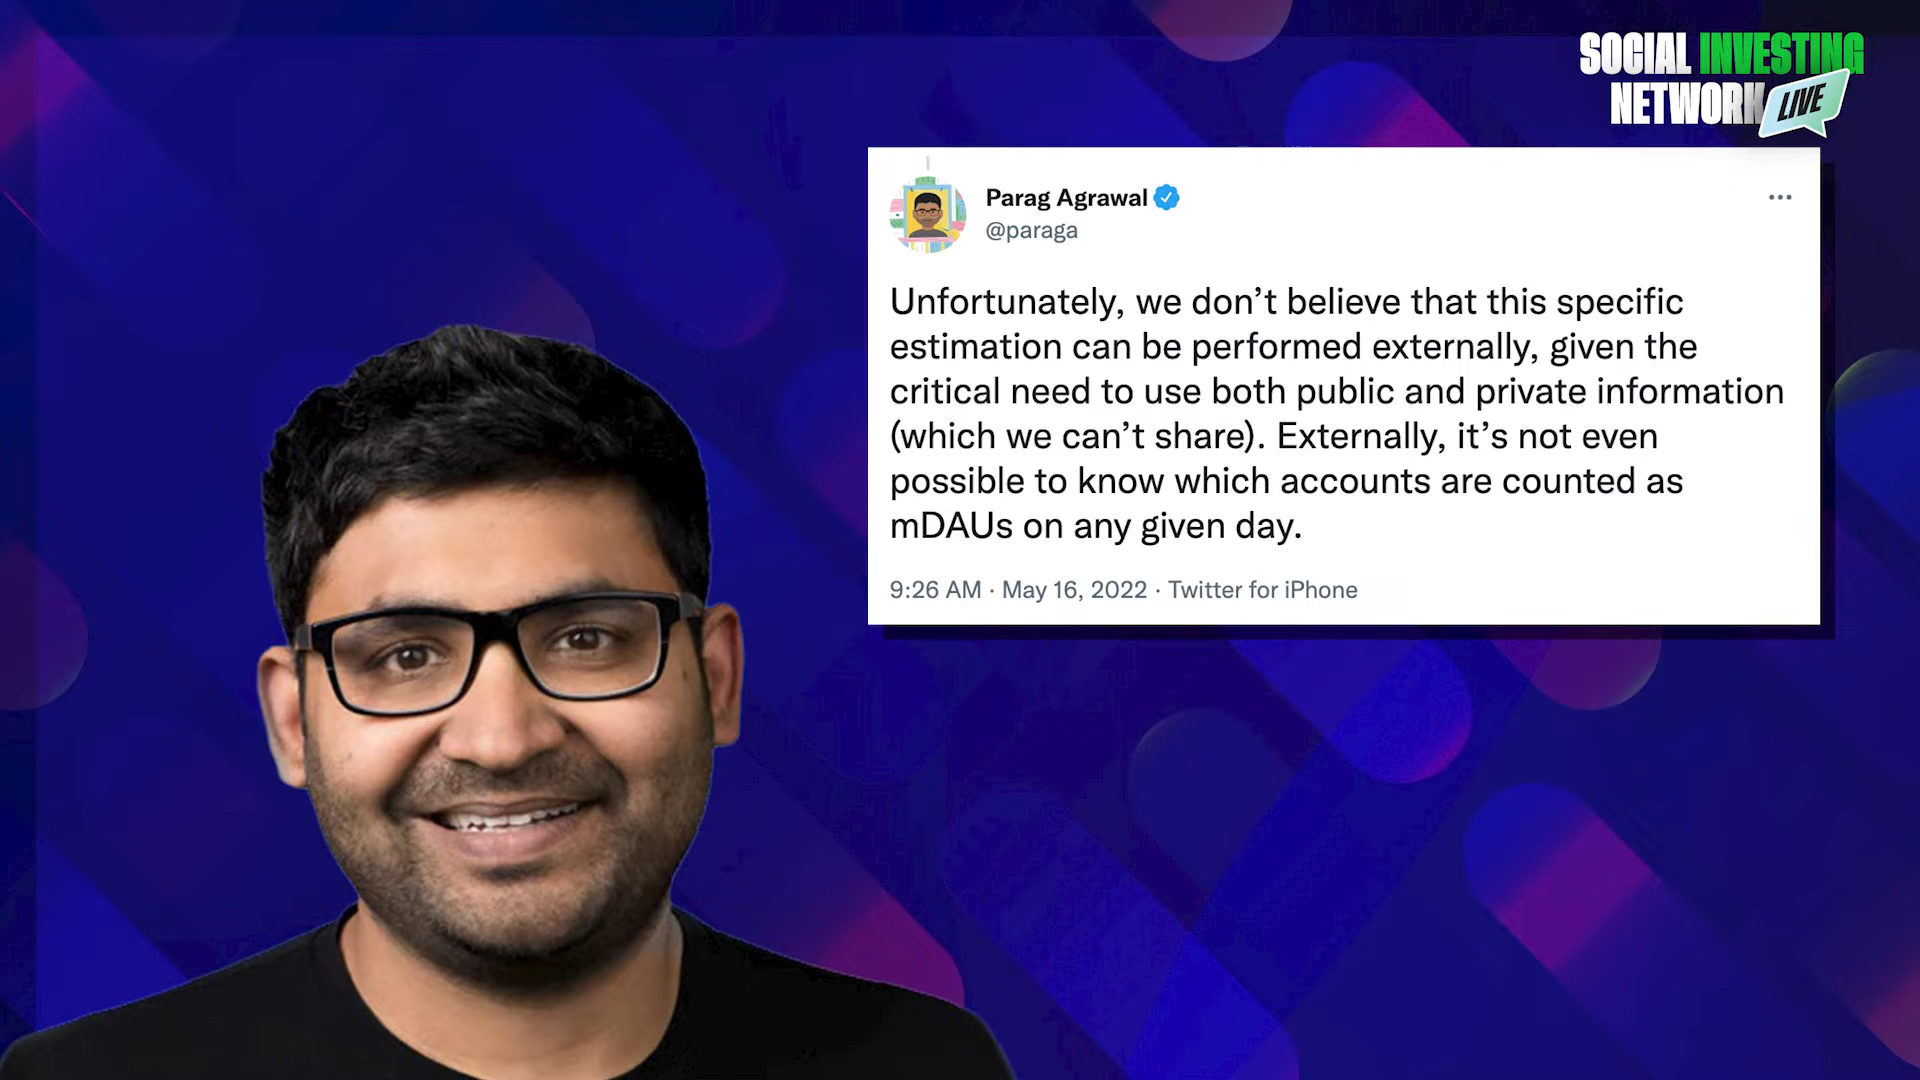 SOCIAL INVESTING
NETWORK LIVE
Parag Agrawal
@paraga
Unfortunately, we don’t believe that this specific
estimation can be performed externally, given the
critical need to use both public and private information
(which we can’t share). Externally, it’s not even
possible to know which accounts are counted as
mDAUs on any given day.
9:26 AM · May 16, 2022 · Twitter for iPhone